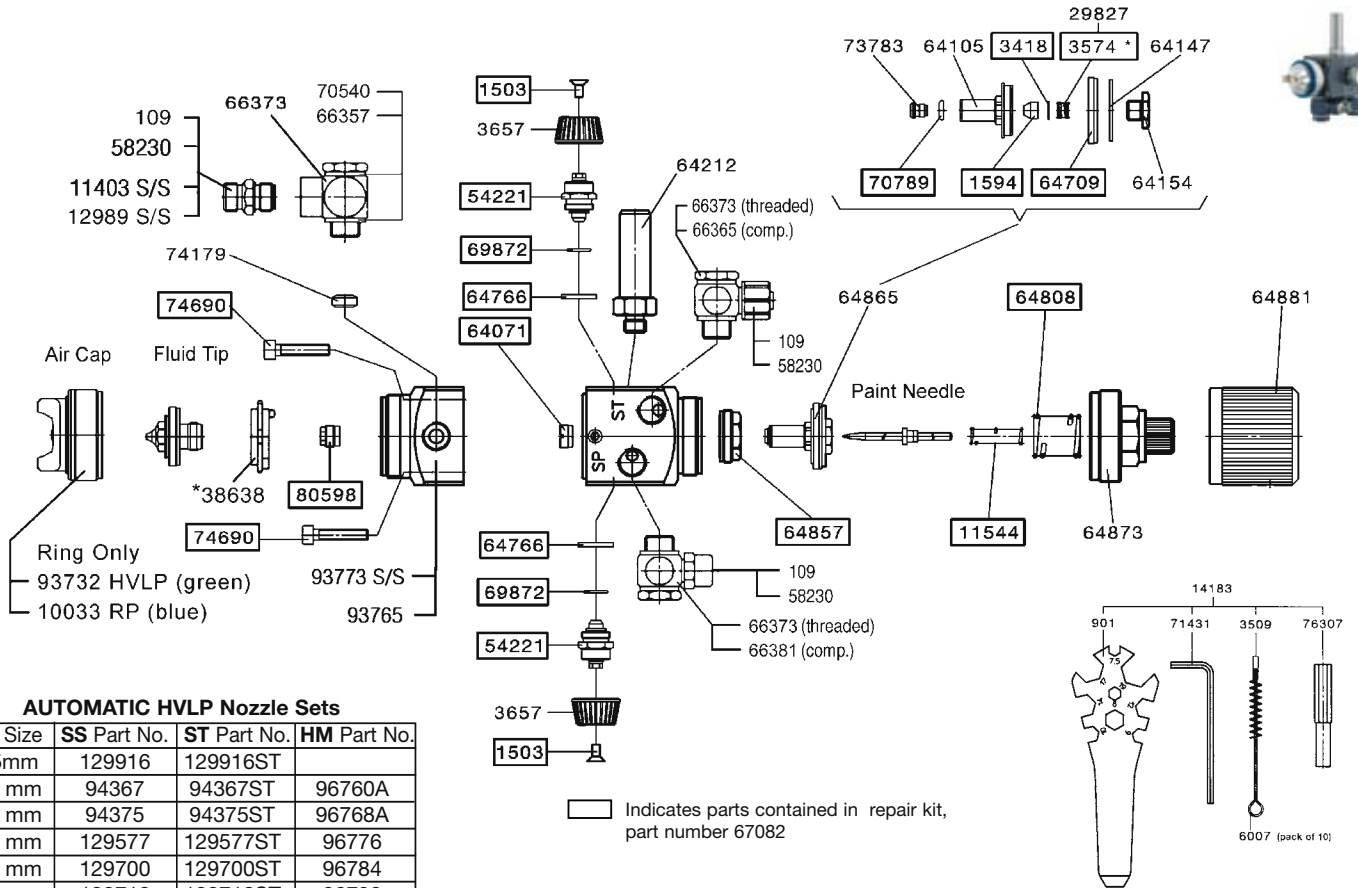 29827
73783 64105 3418 3574 * 64147
70789 1594 64709 64154
109
58230
11403 S/S
12989 S/S
66373
70540
66357
1503
3657
54221
69872
64766
64071
64212
66373 (threaded)
66365 (comp.)
109
58230
74179
74690
Air Cap
Fluid Tip
*38638
80598
74690
Ring Only
93732 HVLP (green)
10033 RP (blue)
93773 S/S
93765
ST
SP
64865
Paint Needle
64808
64881
64857
11544
64873
64766
69872
54221
3657
1503
109
58230
66373 (threaded)
66381 (comp.)
14183
901 71431 3509 76307
7.5
6007 (pack of 10)
Indicates parts contained in repair kit,
part number 67082
AUTOMATIC HVLP Nozzle Sets
Size SS Part No. ST Part No. HM Part No.
mm 129916 129916ST
mm 94367 94367ST 96760A
mm 94375 94375ST 96768A
mm 129577 129577ST 96776
mm 129700 129700ST 96784